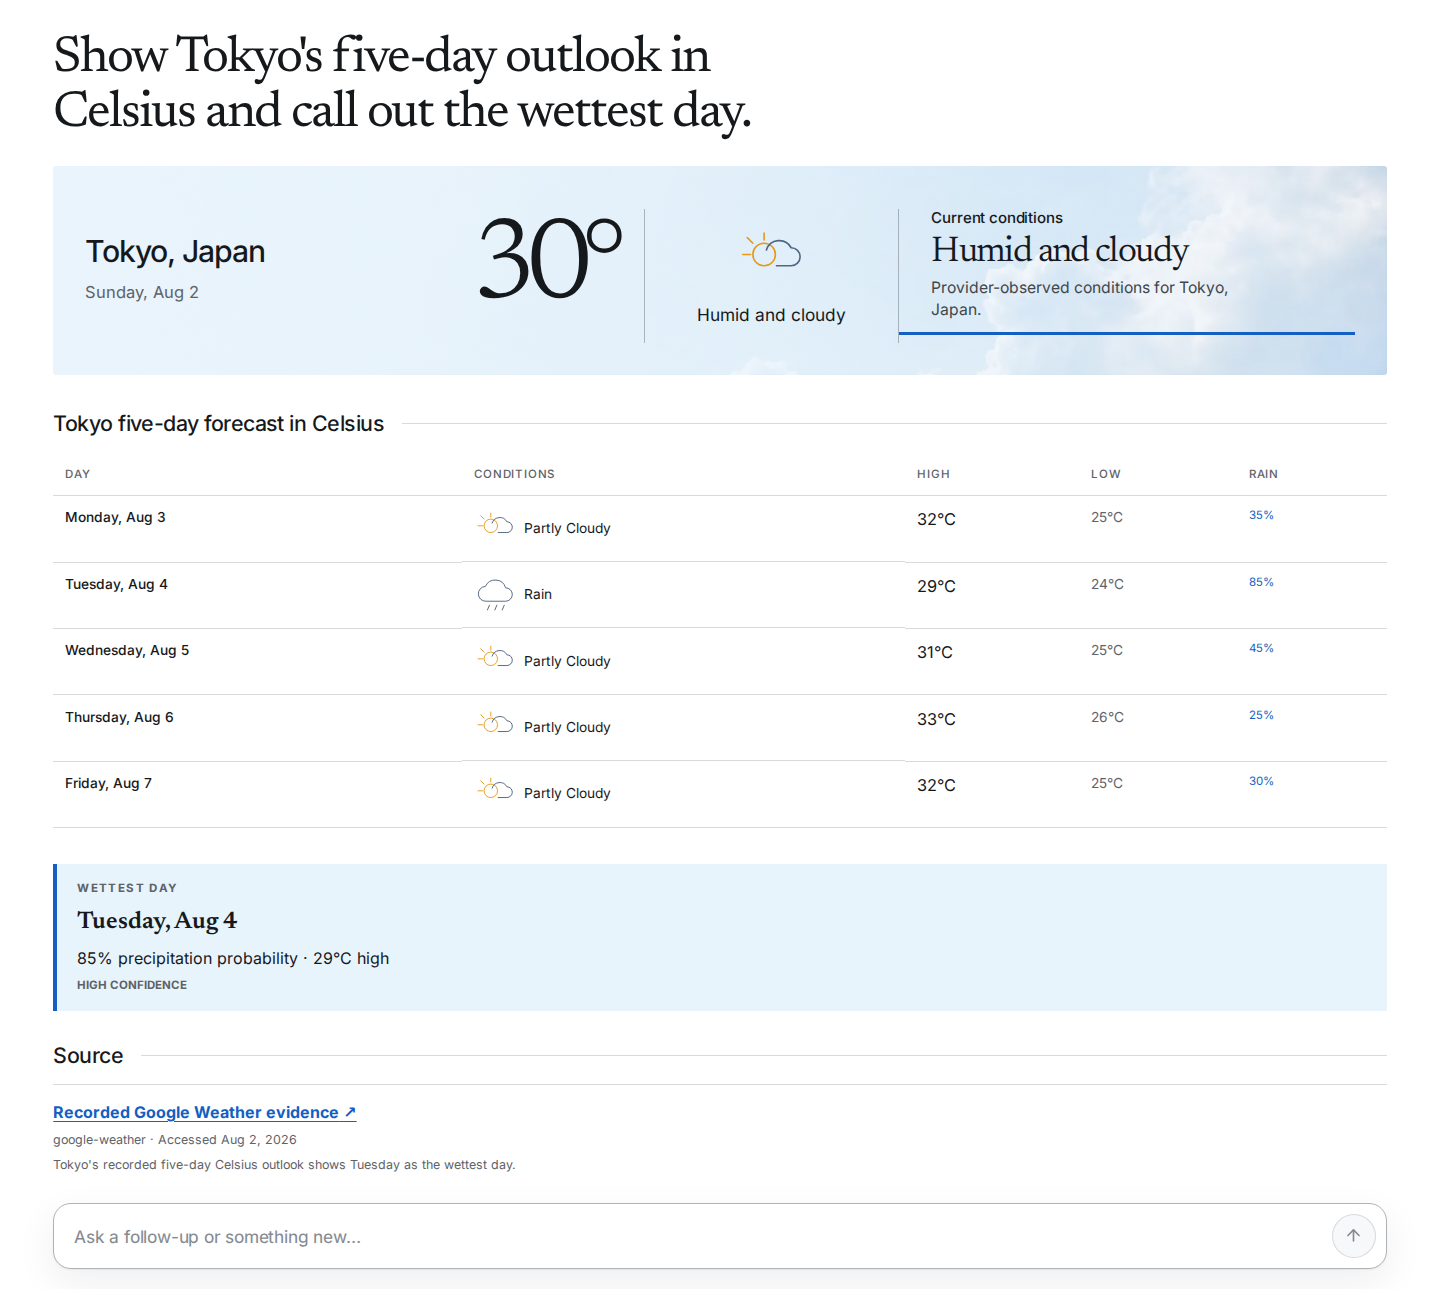 Show Tokyo's five-day outlook in
Celsius and call out the wettest day.
Tokyo, Japan
Sunday, Aug 2
30°
Humid and cloudy
Current conditions
Humid and cloudy
Provider-observed conditions for Tokyo,
Japan.
Tokyo five-day forecast in Celsius
DAY CONDITIONS HIGH LOW RAIN
Monday, Aug 3 Partly Cloudy 32°C 25°C 35%
Tuesday, Aug 4 Rain 29°C 24°C 85%
Wednesday, Aug 5 Partly Cloudy 31°C 25°C 45%
Thursday, Aug 6 Partly Cloudy 33°C 26°C 25%
Friday, Aug 7 Partly Cloudy 32°C 25°C 30%
WETTEST DAY
Tuesday, Aug 4
85% precipitation probability · 29°C high
HIGH CONFIDENCE
Source
Recorded Google Weather evidence ↗
google-weather · Accessed Aug 2, 2026
Tokyo's recorded five-day Celsius outlook shows Tuesday as the wettest day.
Ask a follow-up or something new...